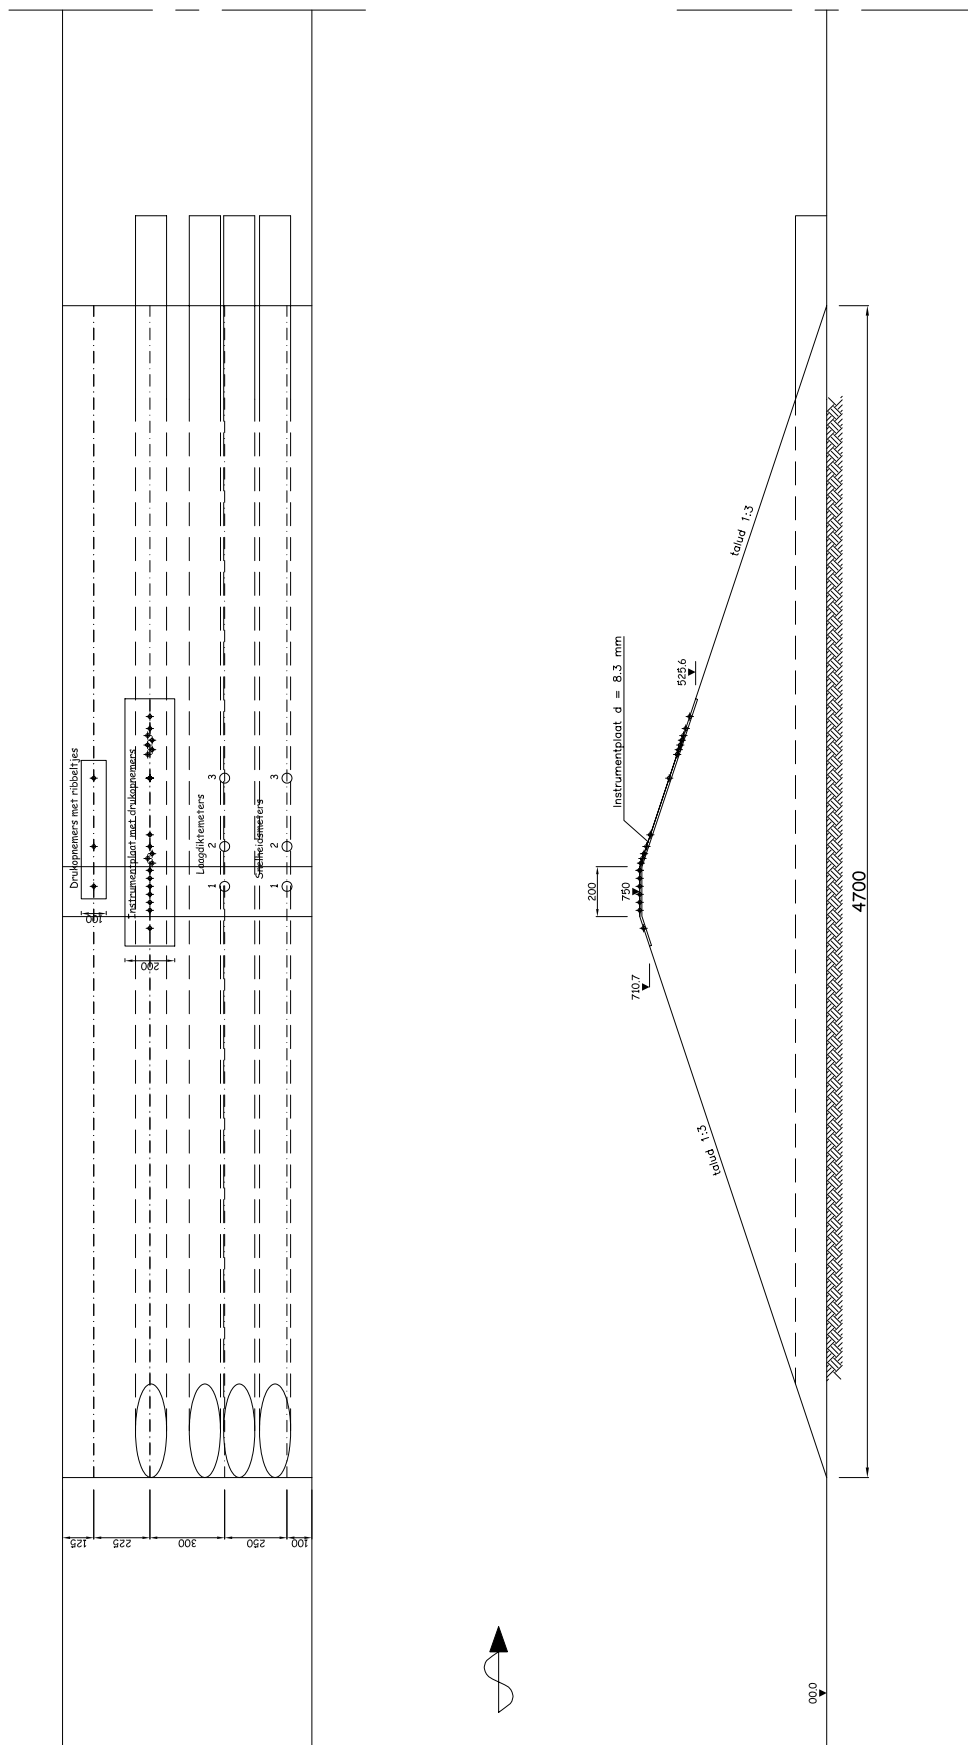 Drukopnemers met ribbeltjes
100
Instrumentplaat met drukopnemers
200
Laagdiktemeters
1
2
3
Snelheidsmeters
1
2
3
125
225
300
250
100
talud 1:3
talud 1:3
Instrumentplaat d = 8.3 mm
525.6
200
750
710.7
4700
00.0